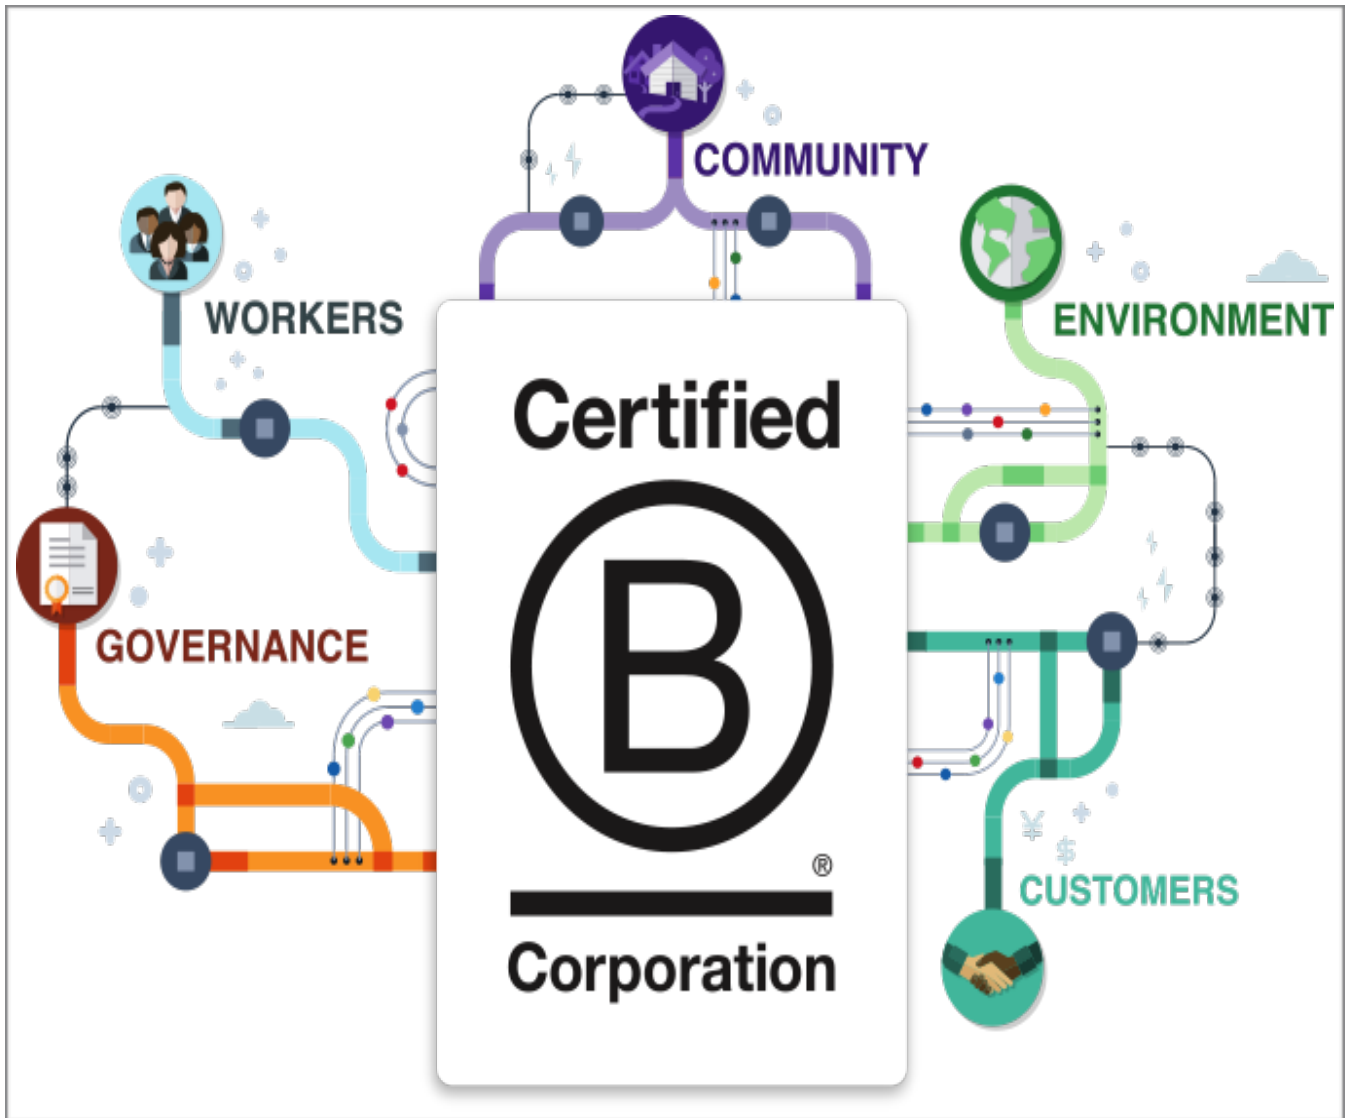 COMMUNITY
WORKERS
ENVIRONMENT
Certified
B
®
Corporation
GOVERNANCE
¥
$
CUSTOMERS